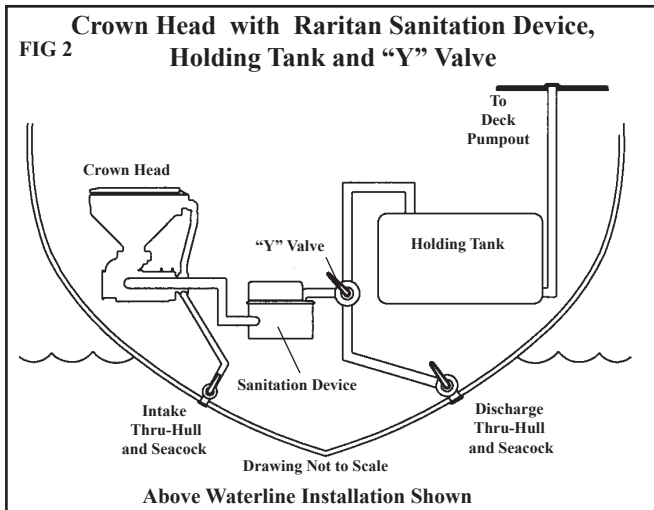 Crown Head with Raritan Sanitation Device,
FIG 2
Holding Tank and “Y” Valve
To
Deck
Pumpout
Crown Head
“Y” Valve
Holding Tank
Sanitation Device
Intake
Thru-Hull
and Seacock
Discharge
Thru-Hull
and Seacock
Drawing Not to Scale
Above Waterline Installation Shown